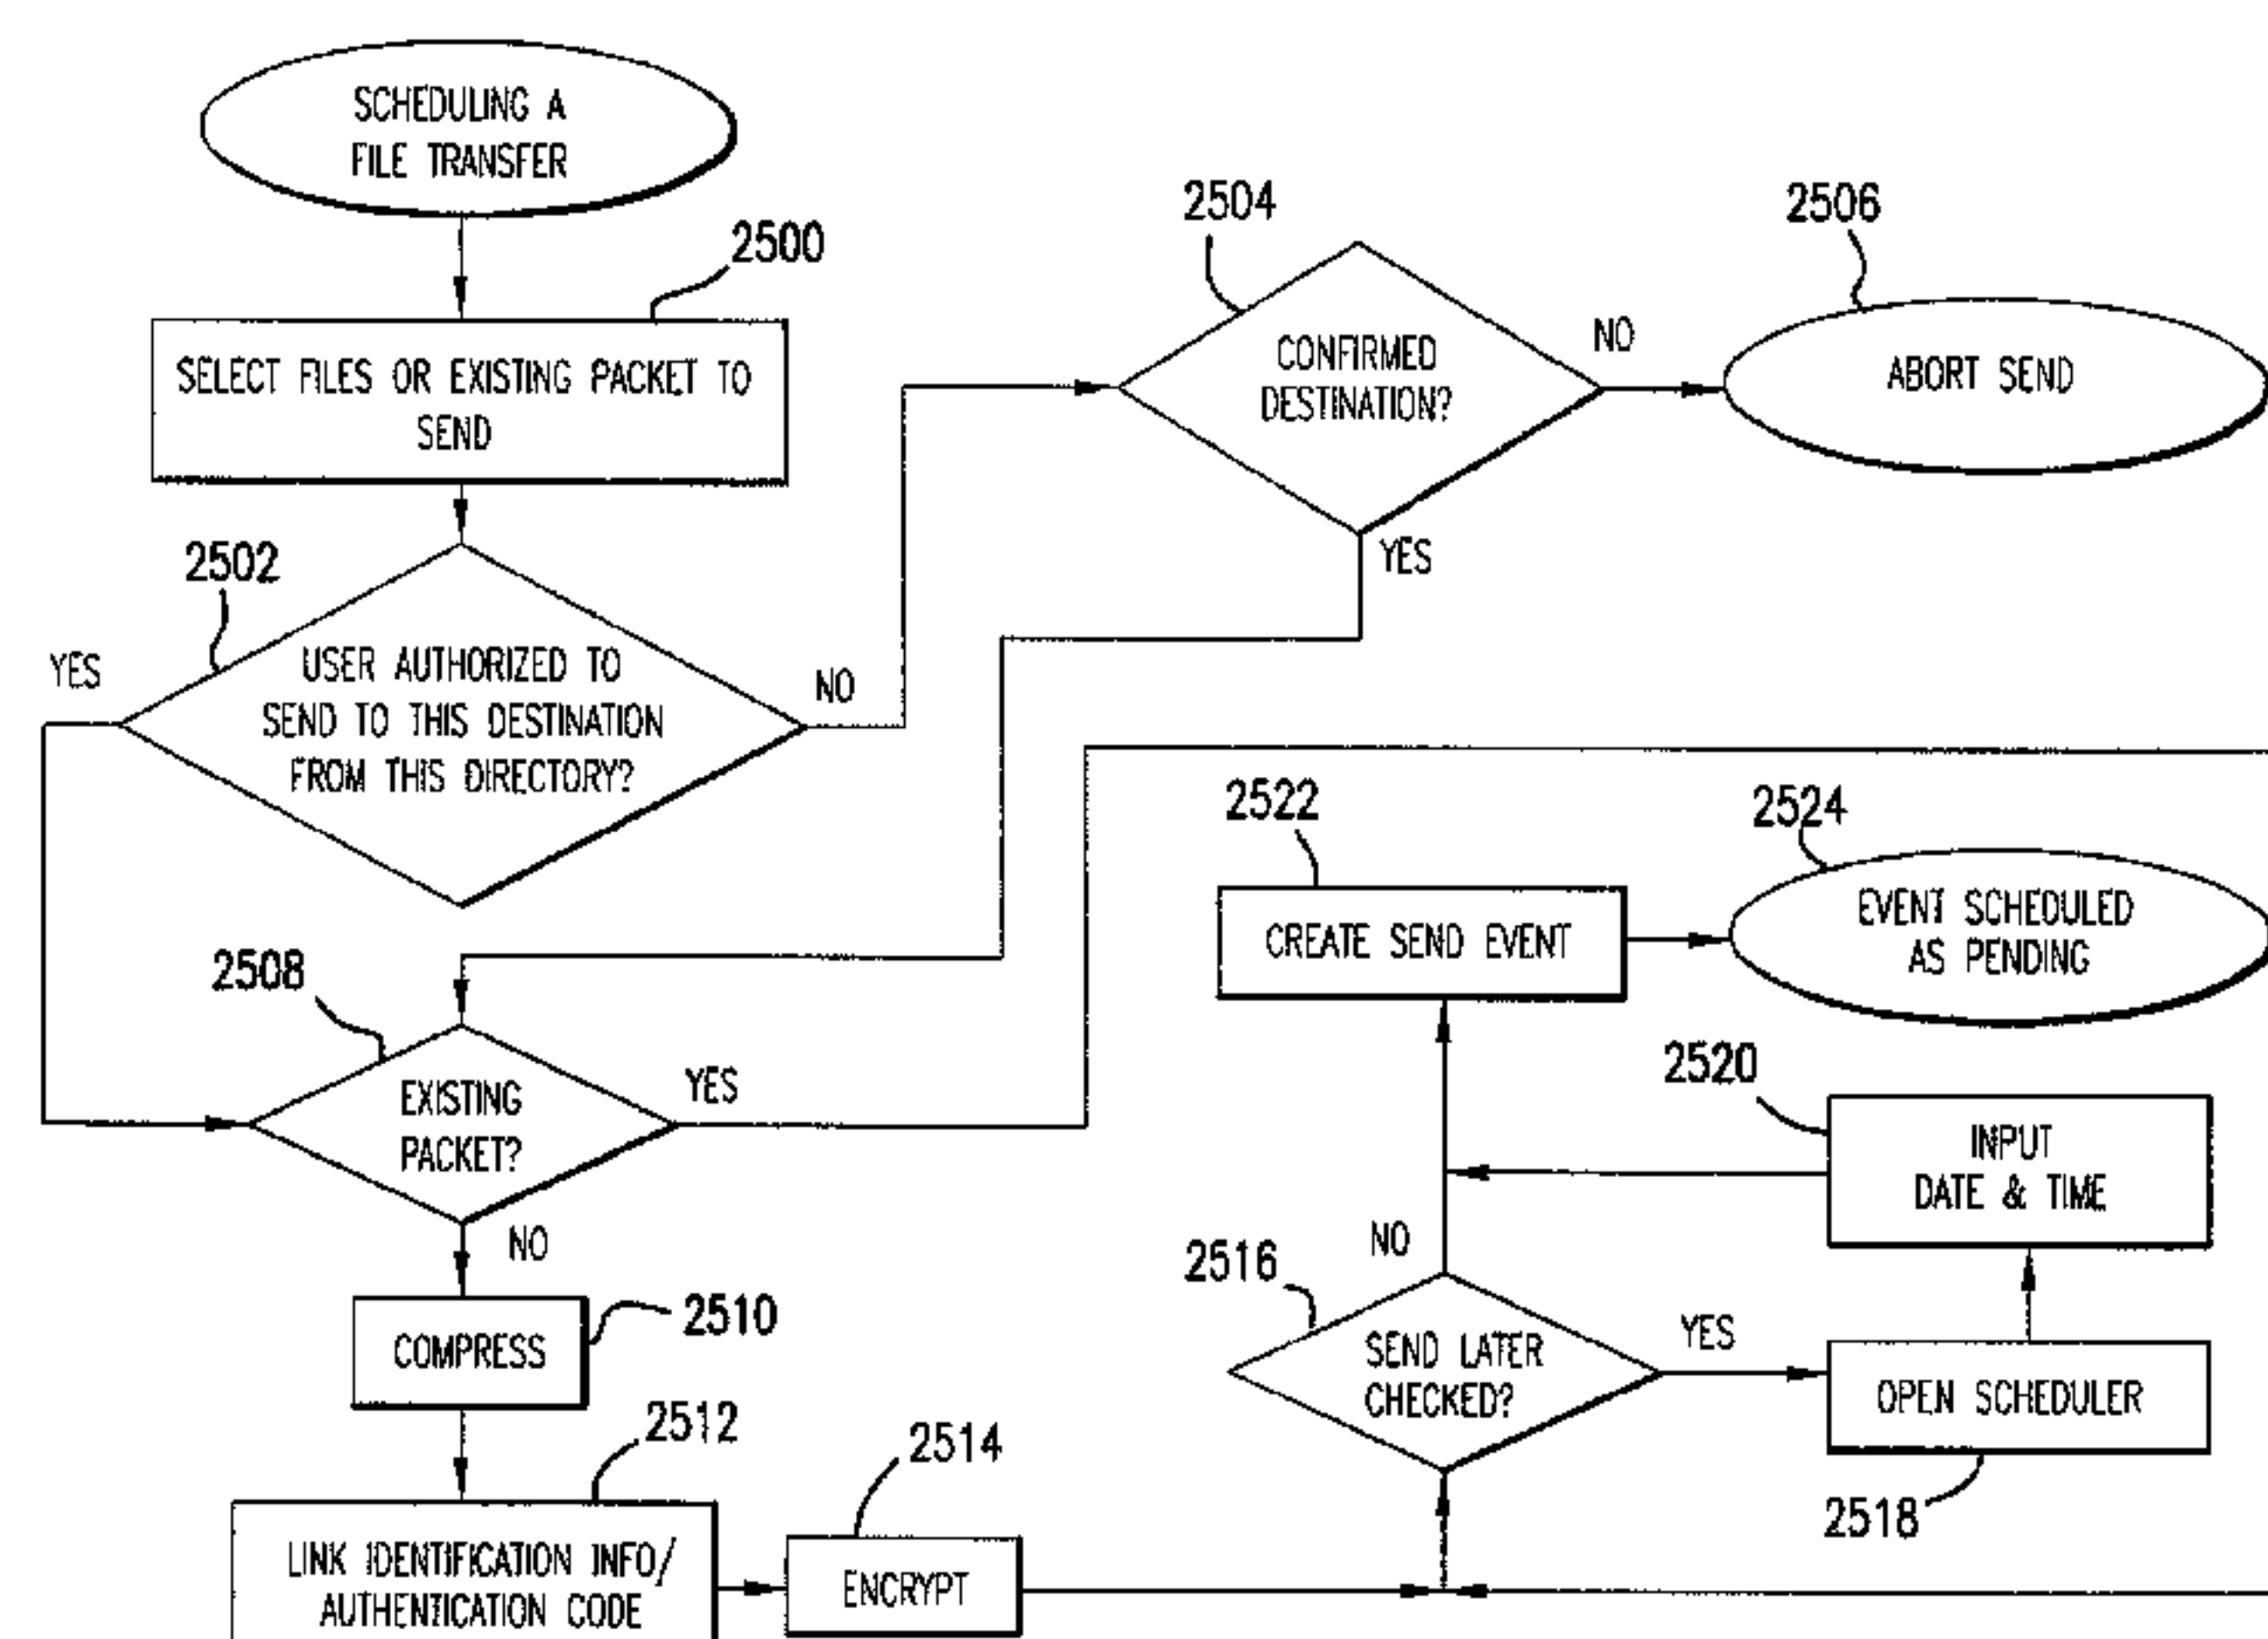 SCHEDULING A
FILE TRANSFER
2500
SELECT FILES OR EXISTING PACKET TO
SEND
2502
YES
USER AUTHORIZED TO
SEND TO THIS DESTINATION
FROM THIS DIRECTORY?
NO
2504
CONFIRMED
DESTINATION?
NO
YES
2506
ABORT SEND
2508
EXISTING
PACKET?
YES
NO
2510
COMPRESS
2512
LINK IDENTIFICATION INFO/
AUTHENTICATION CODE
2514
ENCRYPT
2516
SEND LATER
CHECKED?
NO
YES
2518
OPEN SCHEDULER
2520
INPUT
DATE & TIME
2522
CREATE SEND EVENT
2524
EVENT SCHEDULED
AS PENDING